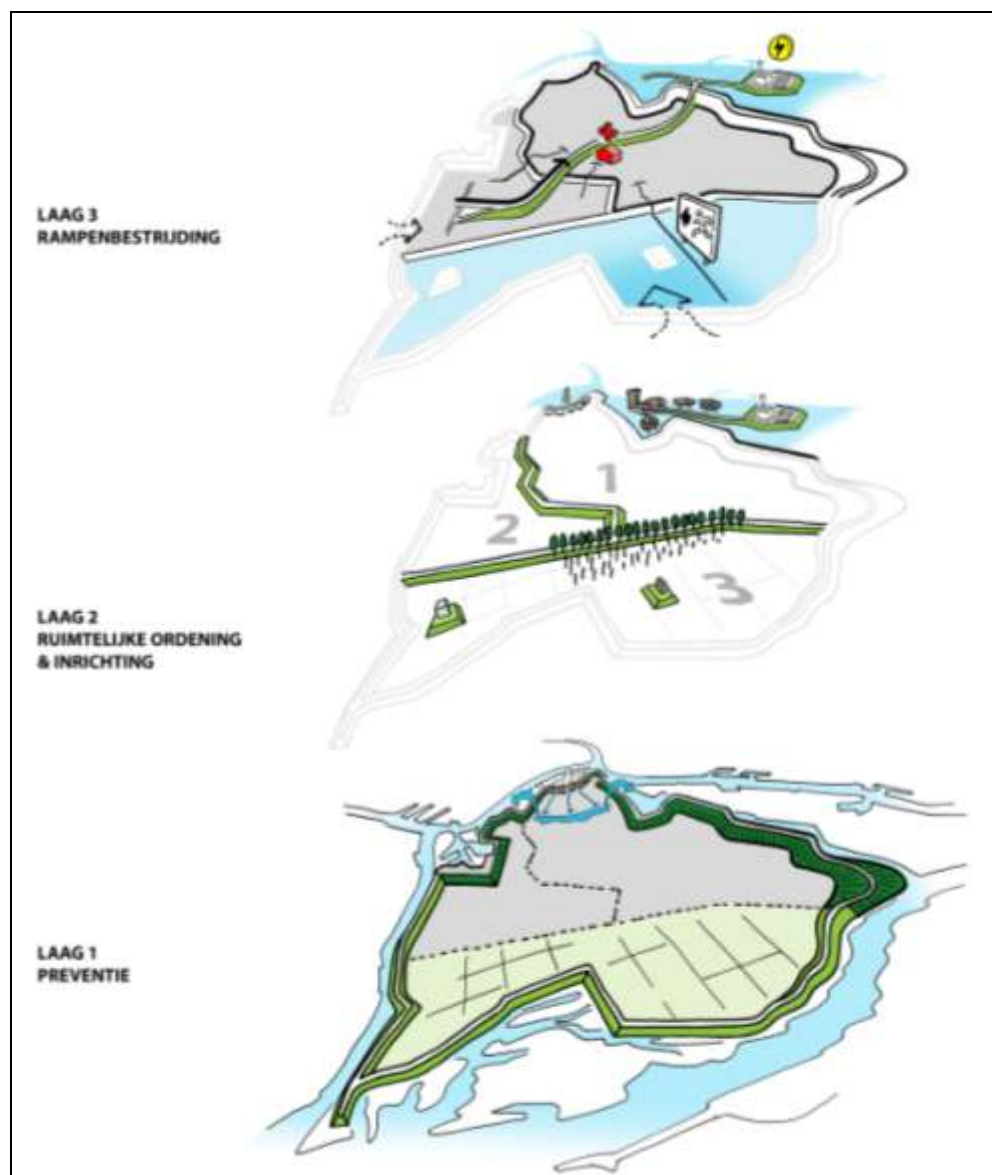 LAAG 3
RAMPENBESTRIJDING
1
2
3
LAAG 2
RUIMTELIJKE ORDENING
& INRICHTING
LAAG 1
PREVENTIE